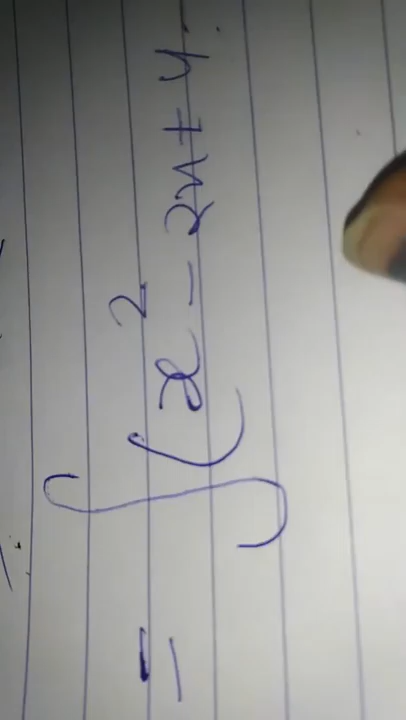 = ∫(x² - 2x + 4